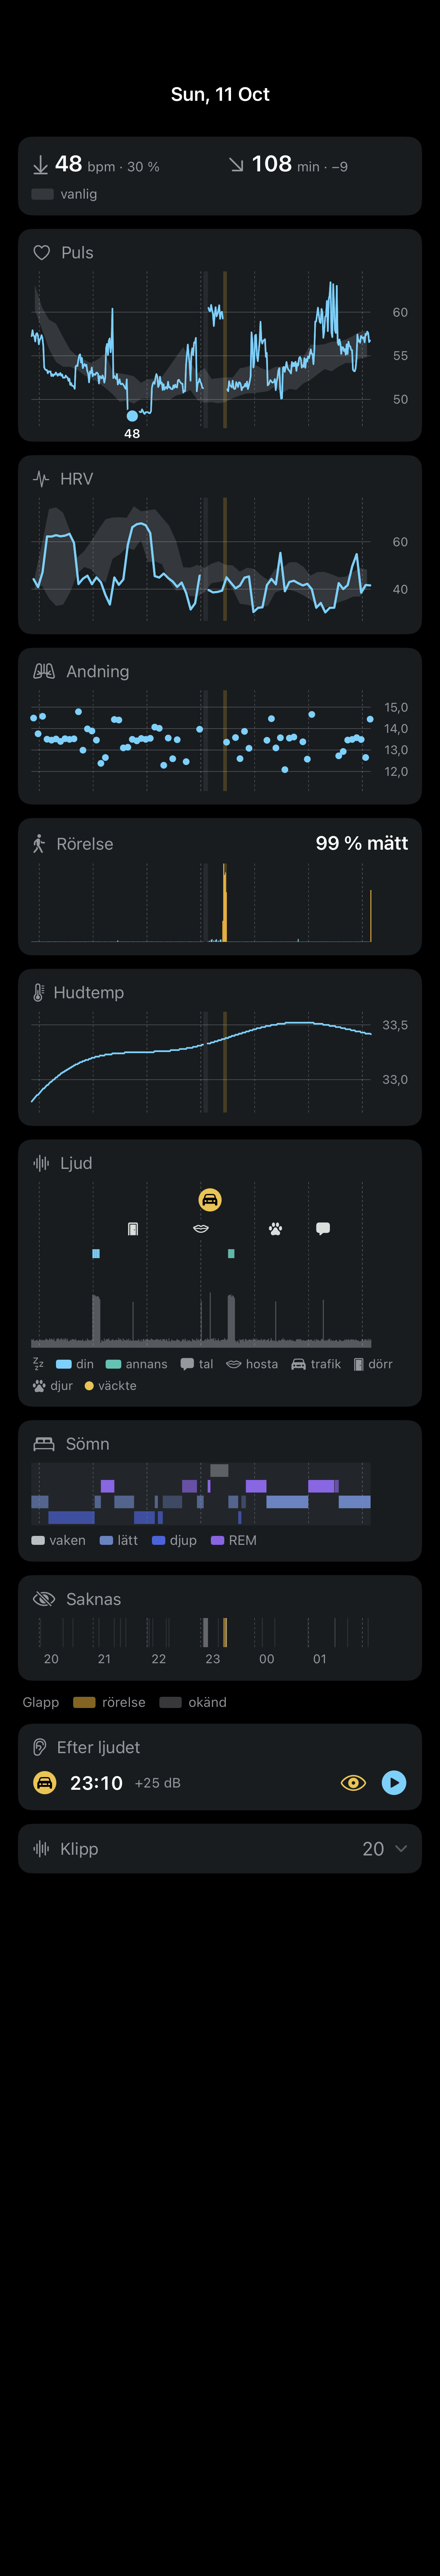 Sun, 11 Oct
48 bpm · 30 %
108 min · −9
vanlig
Puls
60
55
50
48
HRV
60
40
Andning
15,0
14,0
13,0
12,0
Rörelse
99 % mätt
Hudtemp
33,5
33,0
Ljud
din annans tal hosta trafik dörr
djur väckte
Sömn
vaken lätt djup REM
Saknas
20 21 22 23 00 01
Glapp rörelse okänd
Efter ljudet
23:10 +25 dB
Klipp 20